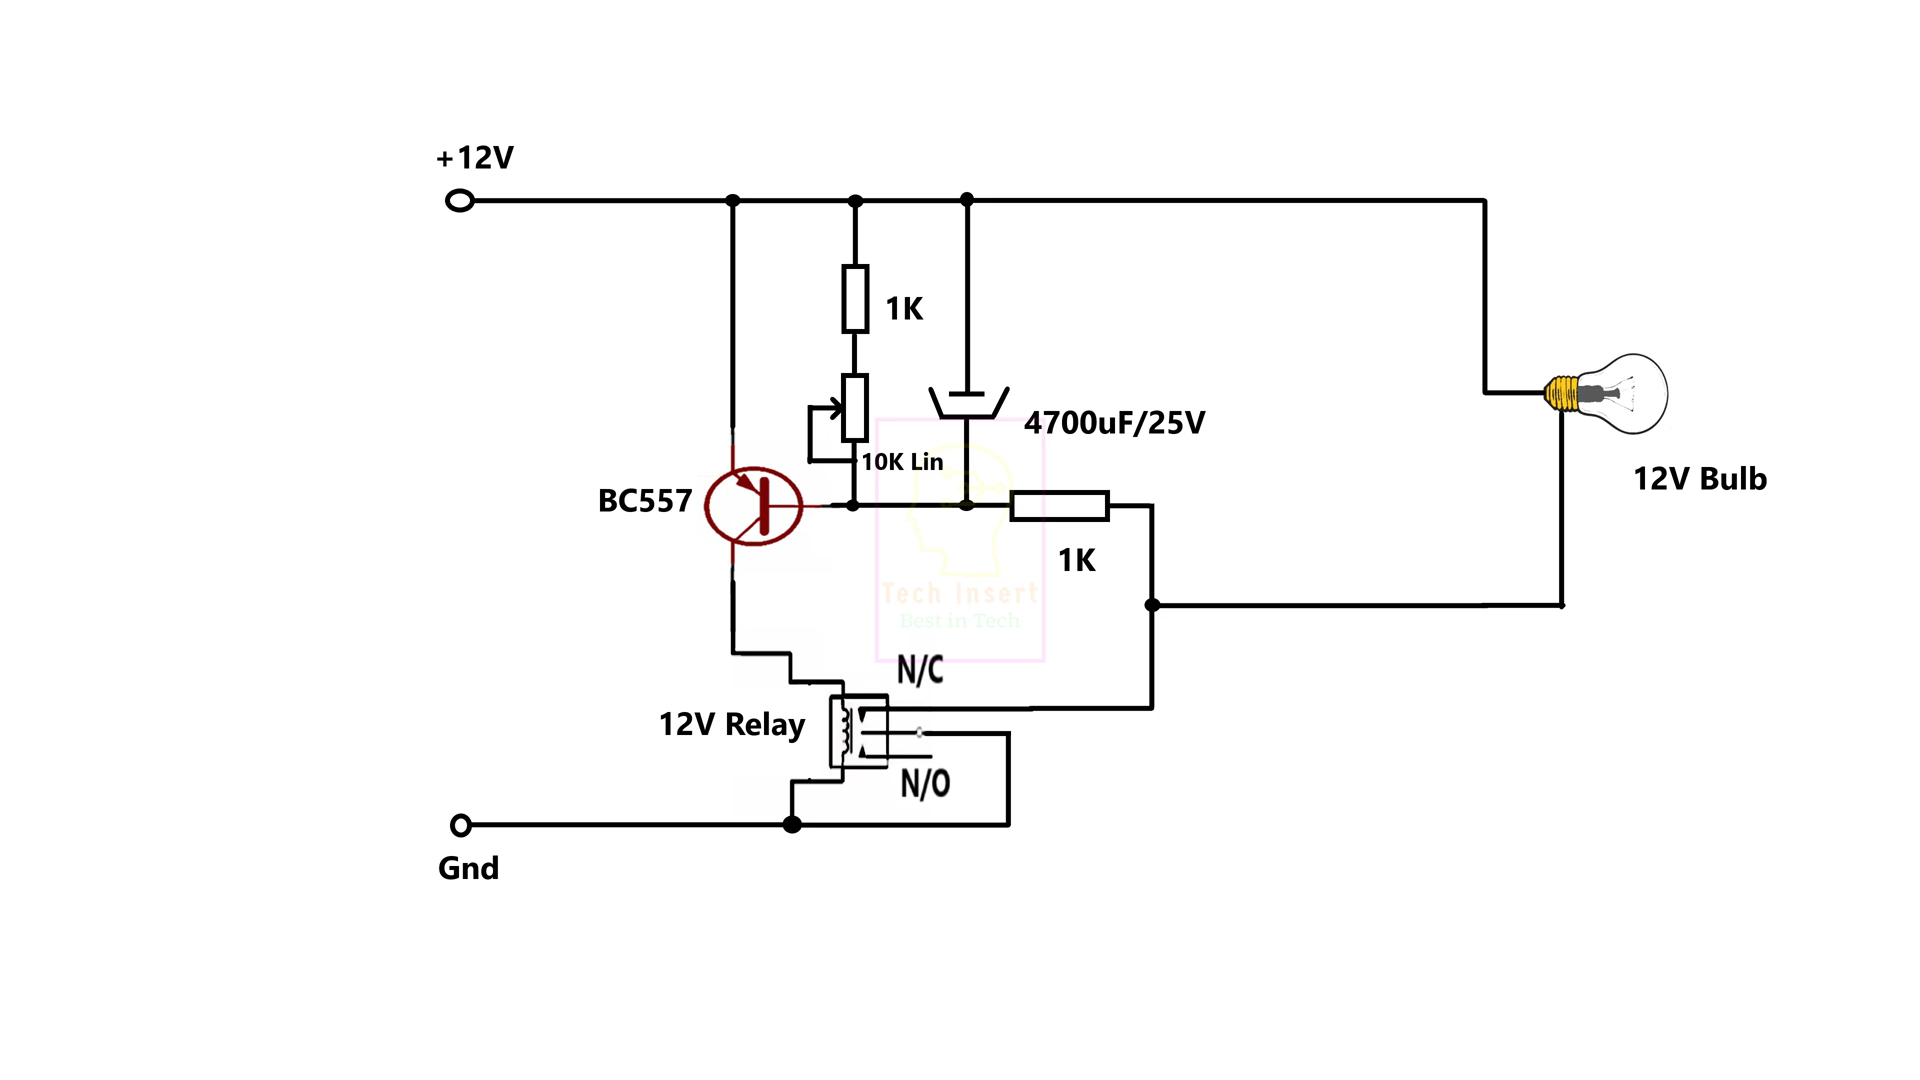 +12V
1K
4700uF/25V
10K Lin
12V Bulb
BC557
1K
Tech Insert
Best in Tech
N/C
12V Relay
N/O
Gnd